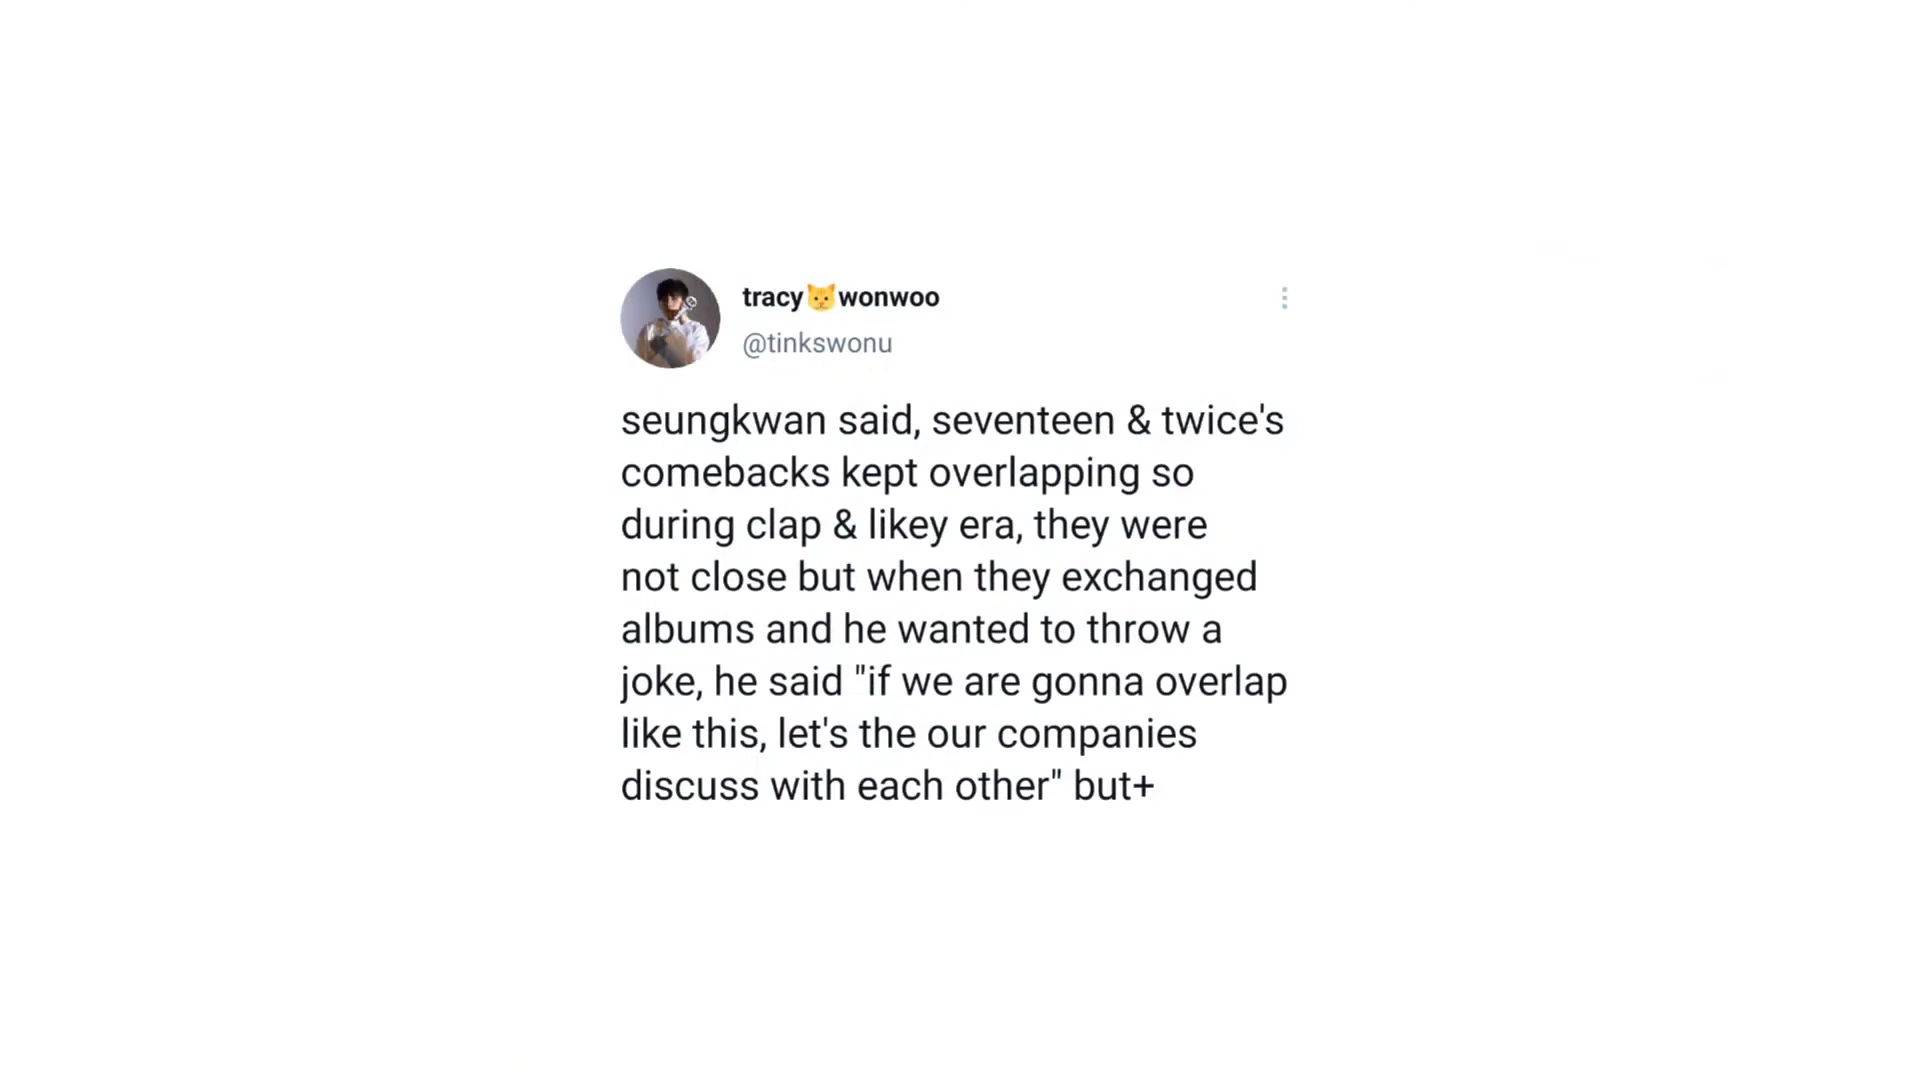 tracy🐱wonwoo
@tinkswonu
seungkwan said, seventeen & twice's
comebacks kept overlapping so
during clap & likey era, they were
not close but when they exchanged
albums and he wanted to throw a
joke, he said "if we are gonna overlap
like this, let's the our companies
discuss with each other" but+